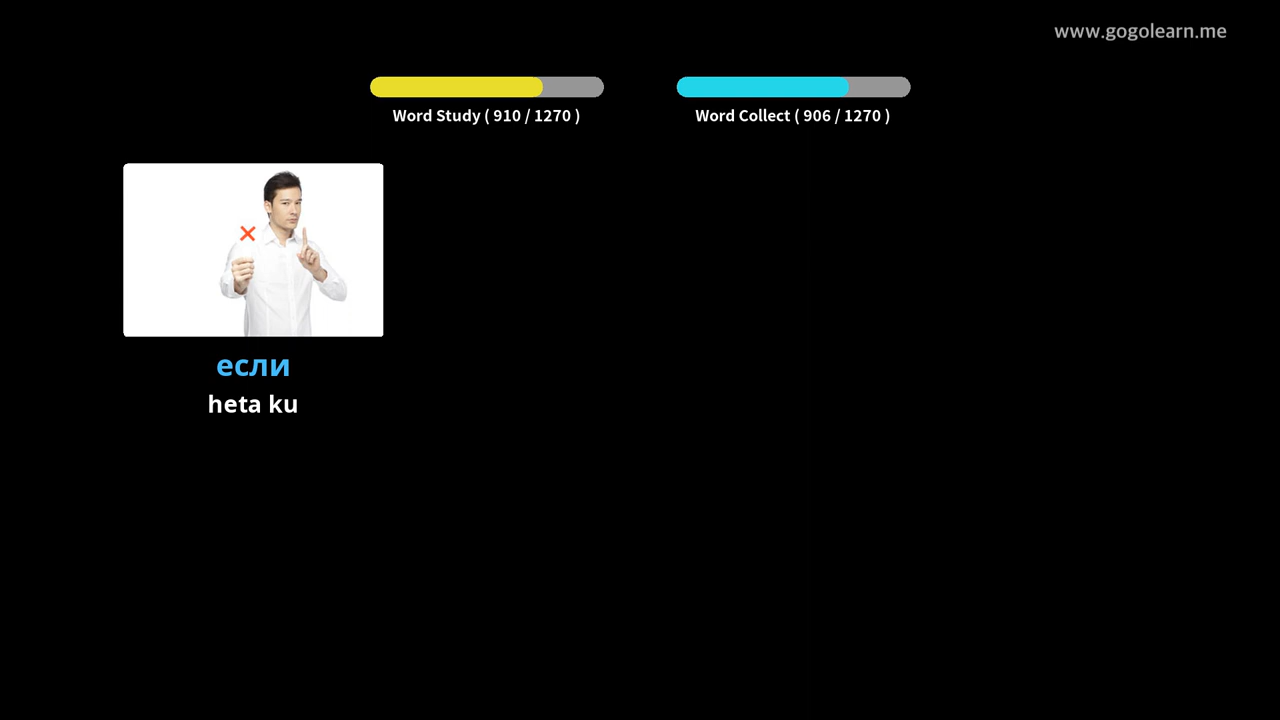 www.gogolearn.me
Word Study ( 910 / 1270 )
Word Collect ( 906 / 1270 )
если
heta ku